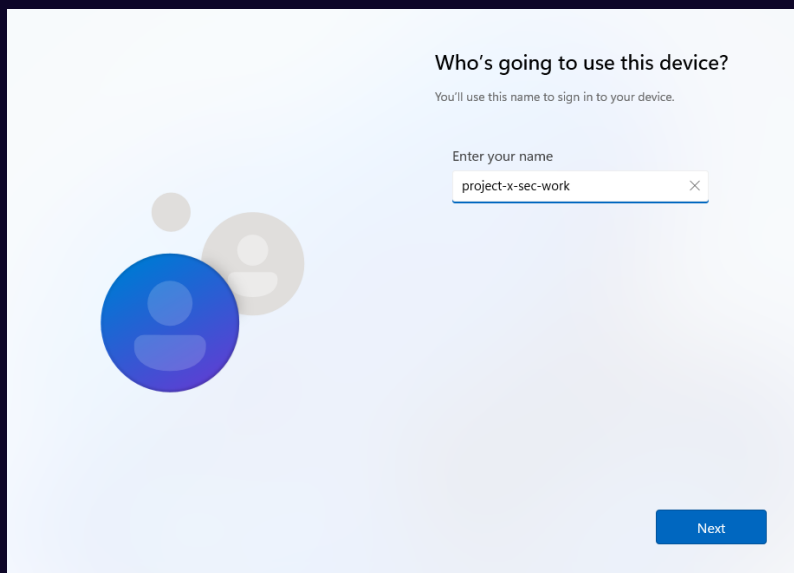 Who's going to use this device?
You'll use this name to sign in to your device.
Enter your name
project-x-sec-work
Next